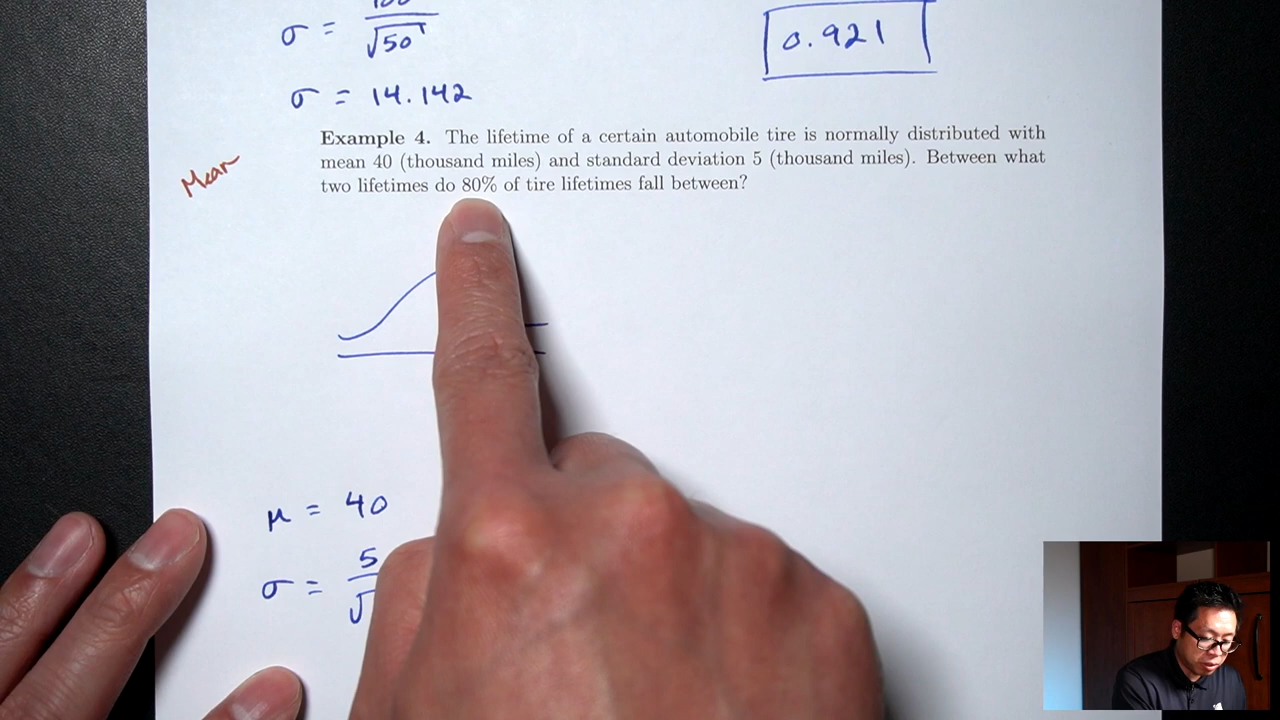 σ = 100/√50
0.921
σ = 14.142
Example 4. The lifetime of a certain automobile tire is normally distributed with
mean 40 (thousand miles) and standard deviation 5 (thousand miles). Between what
two lifetimes do 80% of tire lifetimes fall between?
Mean
μ = 40
σ = 5/√